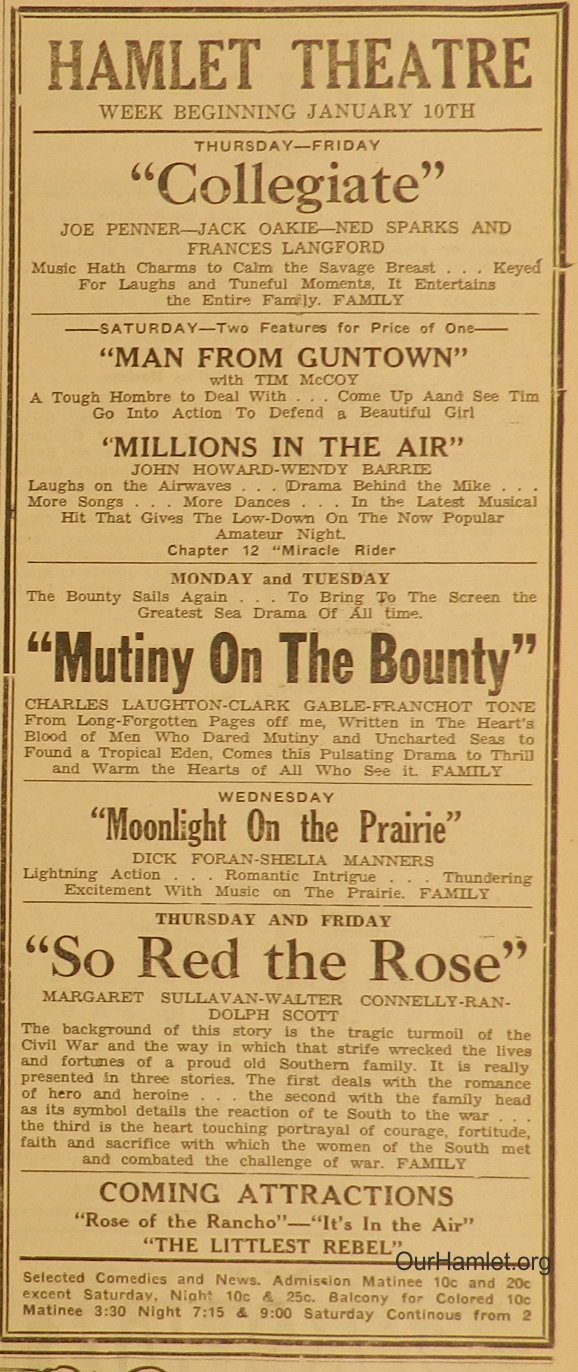 HAMLET THEATRE
WEEK BEGINNING JANUARY 10TH
THURSDAY—FRIDAY
"Collegiate"
JOE PENNER—JACK OAKIE—NED SPARKS AND
FRANCES LANGFORD
Music Hath Charms to Calm the Savage Breast . . . Keyed
For Laughs and Tuneful Moments, It Entertains
the Entire Family. FAMILY
——SATURDAY—Two Features for Price of One——
"MAN FROM GUNTOWN"
with TIM McCOY
A Tough Hombre to Deal With . . . Come Up Aand See Tim
Go Into Action To Defend a Beautiful Girl
"MILLIONS IN THE AIR"
JOHN HOWARD-WENDY BARRIE
Laughs on the Airwaves . . . Drama Behind the Mike . . .
More Songs . . . More Dances . . . In the Latest Musical
Hit That Gives The Low-Down On The Now Popular
Amateur Night.
Chapter 12 "Miracle Rider
MONDAY and TUESDAY
The Bounty Sails Again . . . To Bring To The Screen the
Greatest Sea Drama Of All time.
"Mutiny On The Bounty"
CHARLES LAUGHTON-CLARK GABLE-FRANCHOT TONE
From Long-Forgotten Pages off me, Written in The Heart's
Blood of Men Who Dared Mutiny and Uncharted Seas to
Found a Tropical Eden, Comes this Pulsating Drama to Thrill
and Warm the Hearts of All Who See it. FAMILY
WEDNESDAY
"Moonlight On the Prairie"
DICK FORAN-SHELIA MANNERS
Lightning Action . . . Romantic Intrigue . . . Thundering
Excitement With Music on The Prairie. FAMILY
THURSDAY AND FRIDAY
"So Red the Rose"
MARGARET SULLAVAN-WALTER CONNELLY-RAN-
DOLPH SCOTT
The background of this story is the tragic turmoil of the
Civil War and the way in which that strife wrecked the lives
and fortunes of a proud old Southern family. It is really
presented in three stories. The first deals with the romance
of hero and heroine . . . the second with the family head
as its symbol details the reaction of te South to the war . . .
the third is the heart touching portrayal of courage, fortitude,
faith and sacrifice with which the women of the South met
and combated the challenge of war. FAMILY
COMING ATTRACTIONS
"Rose of the Rancho"—"It's In the Air"
"THE LITTLEST REBEL"
OurHamlet.org
Selected Comedies and News. Admission Matinee 10c and 20c
excent Saturday. Night 10c & 25c. Balcony for Colored 10c
Matinee 3:30 Night 7:15 & 9:00 Saturday Continous from 2